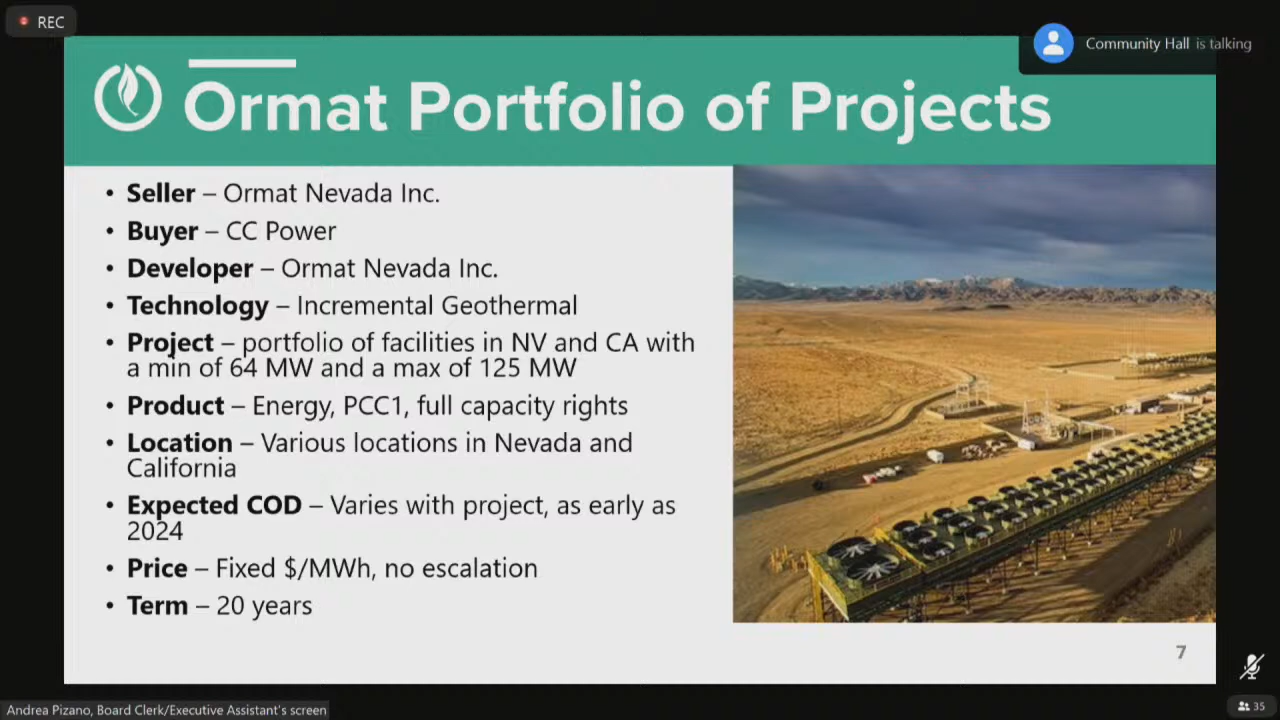 REC
Community Hall is talking
Ormat Portfolio of Projects
• Seller – Ormat Nevada Inc.
• Buyer – CC Power
• Developer – Ormat Nevada Inc.
• Technology – Incremental Geothermal
• Project – portfolio of facilities in NV and CA with
a min of 64 MW and a max of 125 MW
• Product – Energy, PCC1, full capacity rights
• Location – Various locations in Nevada and
California
• Expected COD – Varies with project, as early as
2024
• Price – Fixed $/MWh, no escalation
• Term – 20 years
7
Andrea Pizano, Board Clerk/Executive Assistant's screen
35